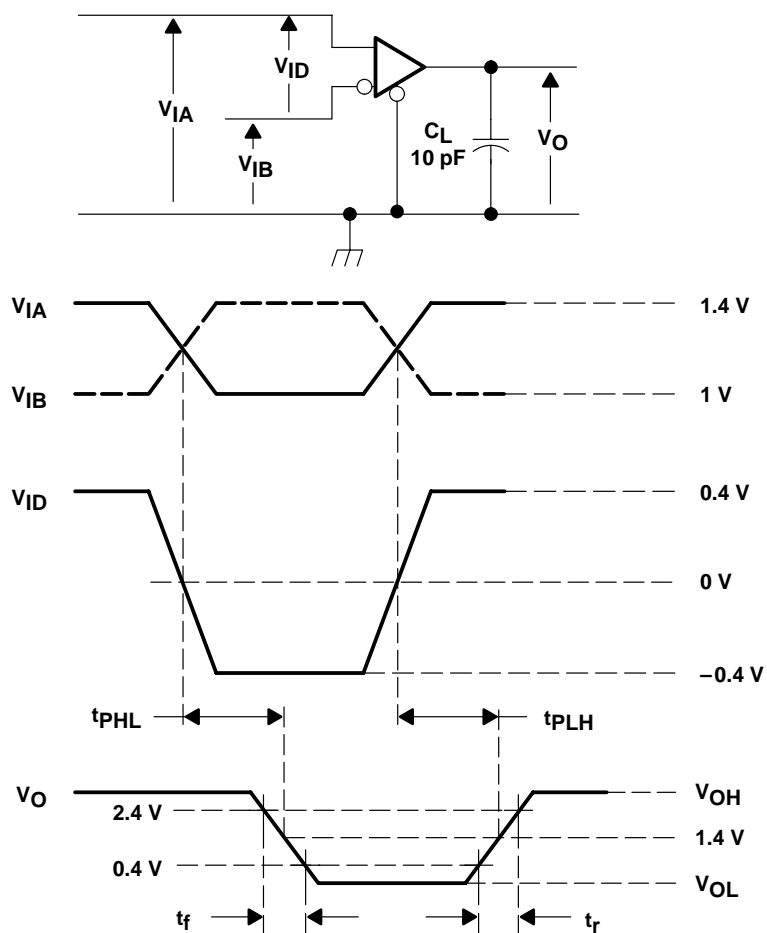 VID
VIA
VIB
CL
10 pF
VO
VIA
1.4 V
VIB
1 V
VID
0.4 V
0 V
−0.4 V
tPHL
tPLH
VO
VOH
2.4 V
1.4 V
0.4 V
VOL
tf
tr